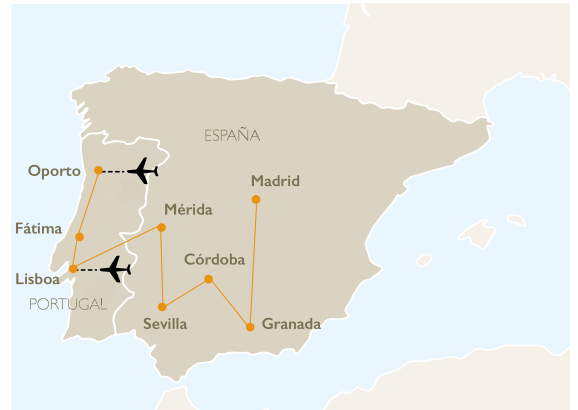 ESPAÑA
Oporto
Madrid
Mérida
Fátima
Córdoba
Lisboa
PORTUGAL
Sevilla
Granada